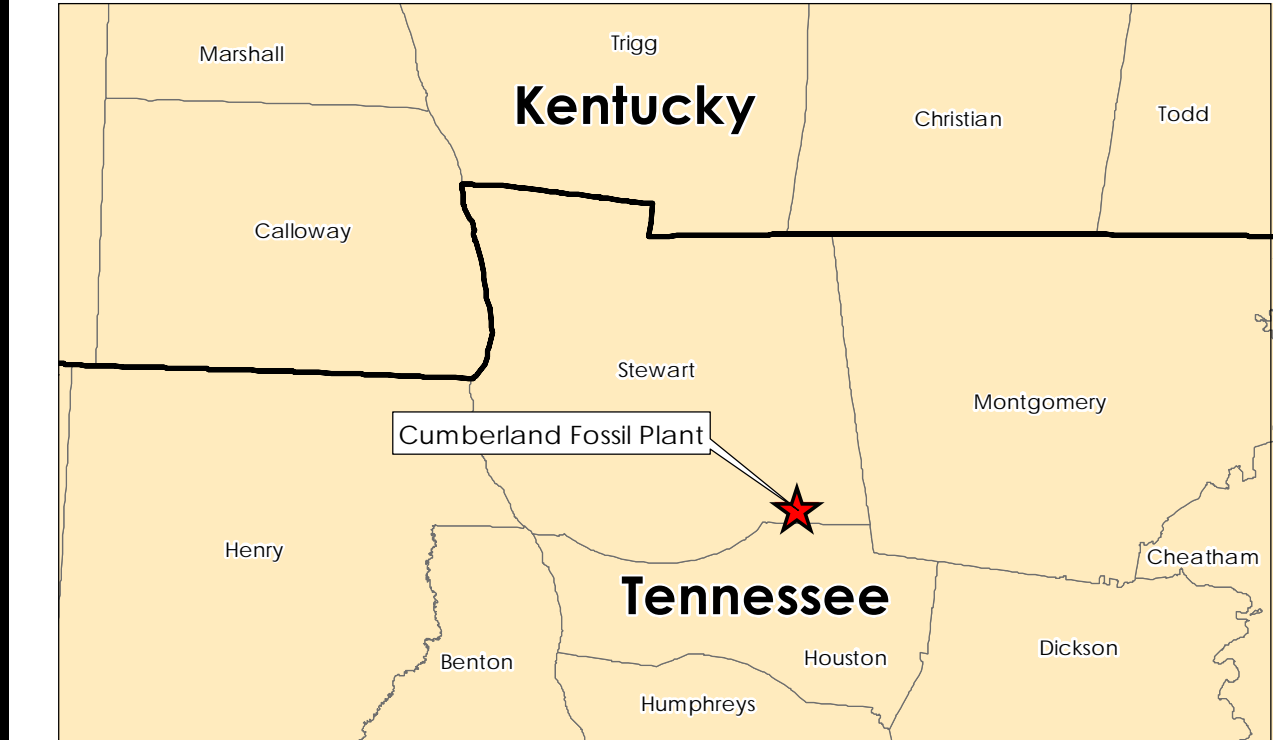 Trigg
Marshall
Kentucky
Todd
Christian
Calloway
Stewart
Montgomery
Cumberland Fossil Plant
Henry
Cheatham
Tennessee
Dickson
Houston
Benton
Humphreys